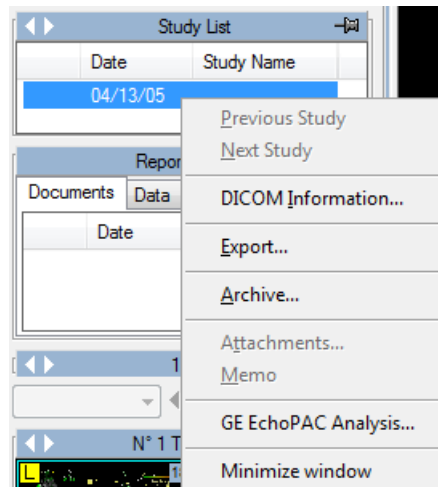 Study List
Date Study Name
04/13/05
Previous Study
Next Study
Repor
Documents Data
DICOM Information...
Date
Export...
Archive...
Attachments...
Memo
1
GE EchoPAC Analysis...
N° 1 T
L 1
Minimize window